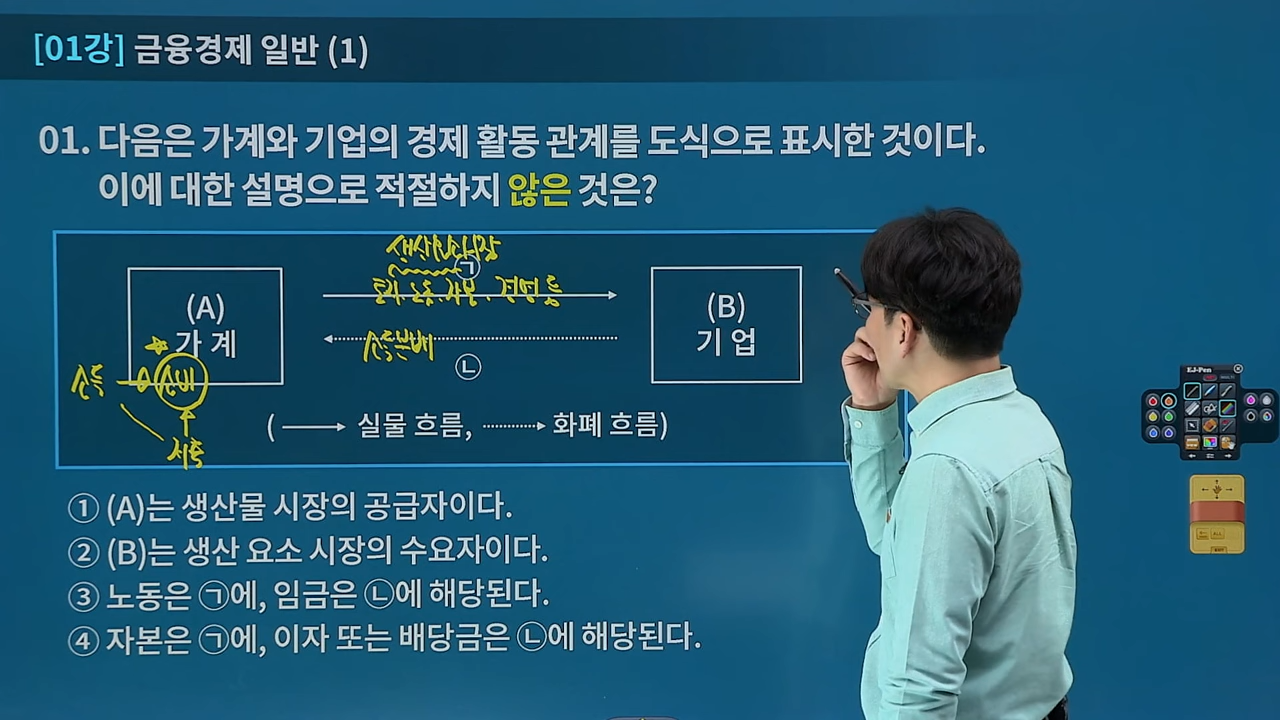 [01강] 금융경제 일반 (1)
01. 다음은 가계와 기업의 경제 활동 관계를 도식으로 표시한 것이다.
이에 대한 설명으로 적절하지 않은 것은?
㉠
토지, 노동, 자본, 경영 등
(A)
가 계
(B)
기 업
소득분배
㉡
소득
소비
지출
( 실물 흐름, 화폐 흐름)
① (A)는 생산물 시장의 공급자이다.
② (B)는 생산 요소 시장의 수요자이다.
③ 노동은 ㉠에, 임금은 ㉡에 해당된다.
④ 자본은 ㉠에, 이자 또는 배당금은 ㉡에 해당된다.
EJ-Pen